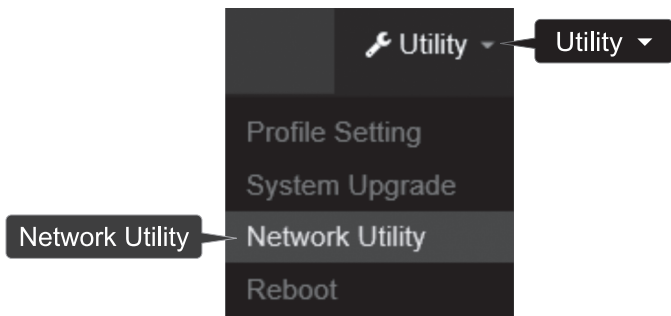 Utility
Utility
Profile Setting
System Upgrade
Network Utility
Network Utility
Reboot